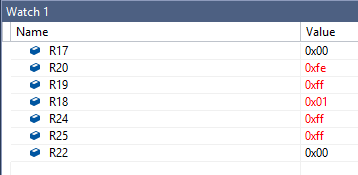 Watch 1
Name Value
R17 0x00
R20 0xfe
R19 0xff
R18 0x01
R24 0xff
R25 0xff
R22 0x00